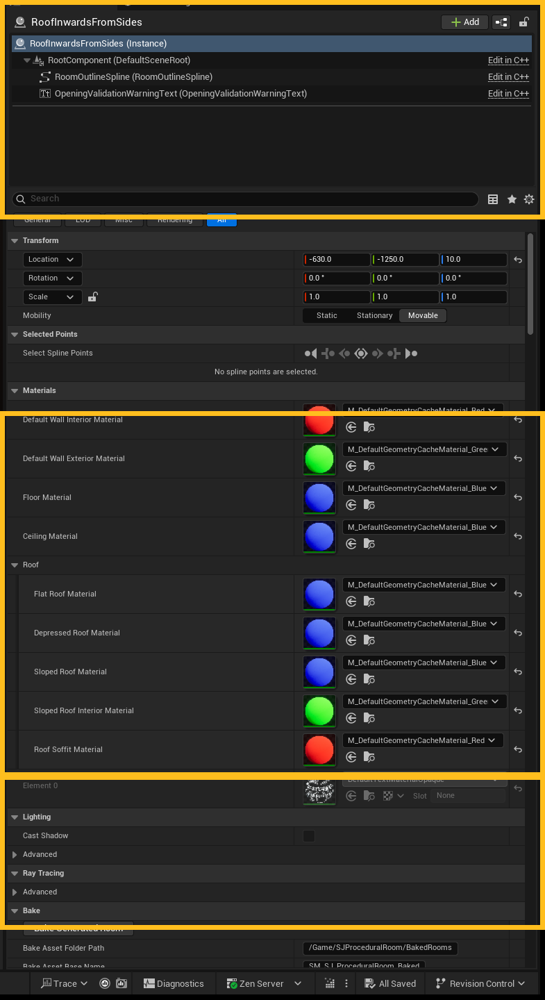 RoofInwardsFromSides
Add
RoofInwardsFromSides (Instance)
RootComponent (DefaultSceneRoot) Edit in C++
RoomOutlineSpline (RoomOutlineSpline) Edit in C++
OpeningValidationWarningText (OpeningValidationWarningText) Edit in C++
Search
General LOD Misc Rendering All
Transform
Location -630.0 -1250.0 10.0
Rotation 0.0 ° 0.0 ° 0.0 °
Scale 1.0 1.0 1.0
Mobility Static Stationary Movable
Selected Points
Select Spline Points
No spline points are selected.
Materials
Default Wall Interior Material M_DefaultGeometryCacheMaterial_Red
Default Wall Exterior Material M_DefaultGeometryCacheMaterial_Gree
Floor Material M_DefaultGeometryCacheMaterial_Blue
Ceiling Material M_DefaultGeometryCacheMaterial_Blue
Roof
Flat Roof Material M_DefaultGeometryCacheMaterial_Blue
Depressed Roof Material M_DefaultGeometryCacheMaterial_Blue
Sloped Roof Material M_DefaultGeometryCacheMaterial_Blue
Sloped Roof Interior Material M_DefaultGeometryCacheMaterial_Gree
Roof Soffit Material M_DefaultGeometryCacheMaterial_Red
Element 0 DefaultTextMaterialOpaque
Slot None
Lighting
Cast Shadow
Advanced
Ray Tracing
Advanced
Bake
Bake Generated Room
Bake Asset Folder Path /Game/SJProceduralRoom/BakedRooms
Bake Asset Base Name SM_SJ_ProceduralRoom_Baked
Trace Diagnostics Zen Server All Saved Revision Control